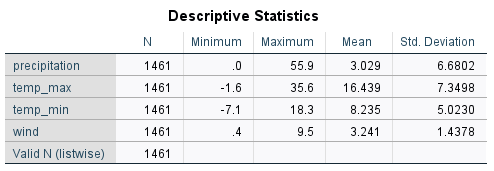 Descriptive Statistics
N Minimum Maximum Mean Std. Deviation
precipitation 1461 .0 55.9 3.029 6.6802
temp_max 1461 -1.6 35.6 16.439 7.3498
temp_min 1461 -7.1 18.3 8.235 5.0230
wind 1461 .4 9.5 3.241 1.4378
Valid N (listwise) 1461